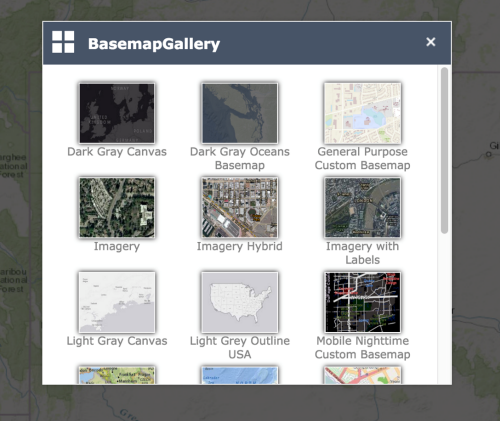 BasemapGallery
×
Dark Gray Canvas
Dark Gray Oceans
Basemap
General Purpose
Custom Basemap
Imagery
Imagery Hybrid
Imagery with
Labels
Light Gray Canvas
Light Grey Outline
USA
Mobile Nighttime
Custom Basemap